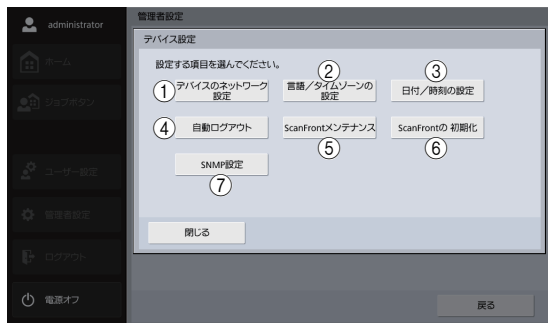 administrator
ホーム
ジョブボタン
ユーザー設定
管理者設定
ログアウト
電源オフ
管理者設定
デバイス設定
設定する項目を選んでください。
① デバイスのネットワーク
設定
② 言語／タイムゾーンの
設定
③ 日付／時刻の設定
④ 自動ログアウト
ScanFrontメンテナンス
⑤
ScanFrontの 初期化
⑥
SNMP設定
⑦
閉じる
戻る